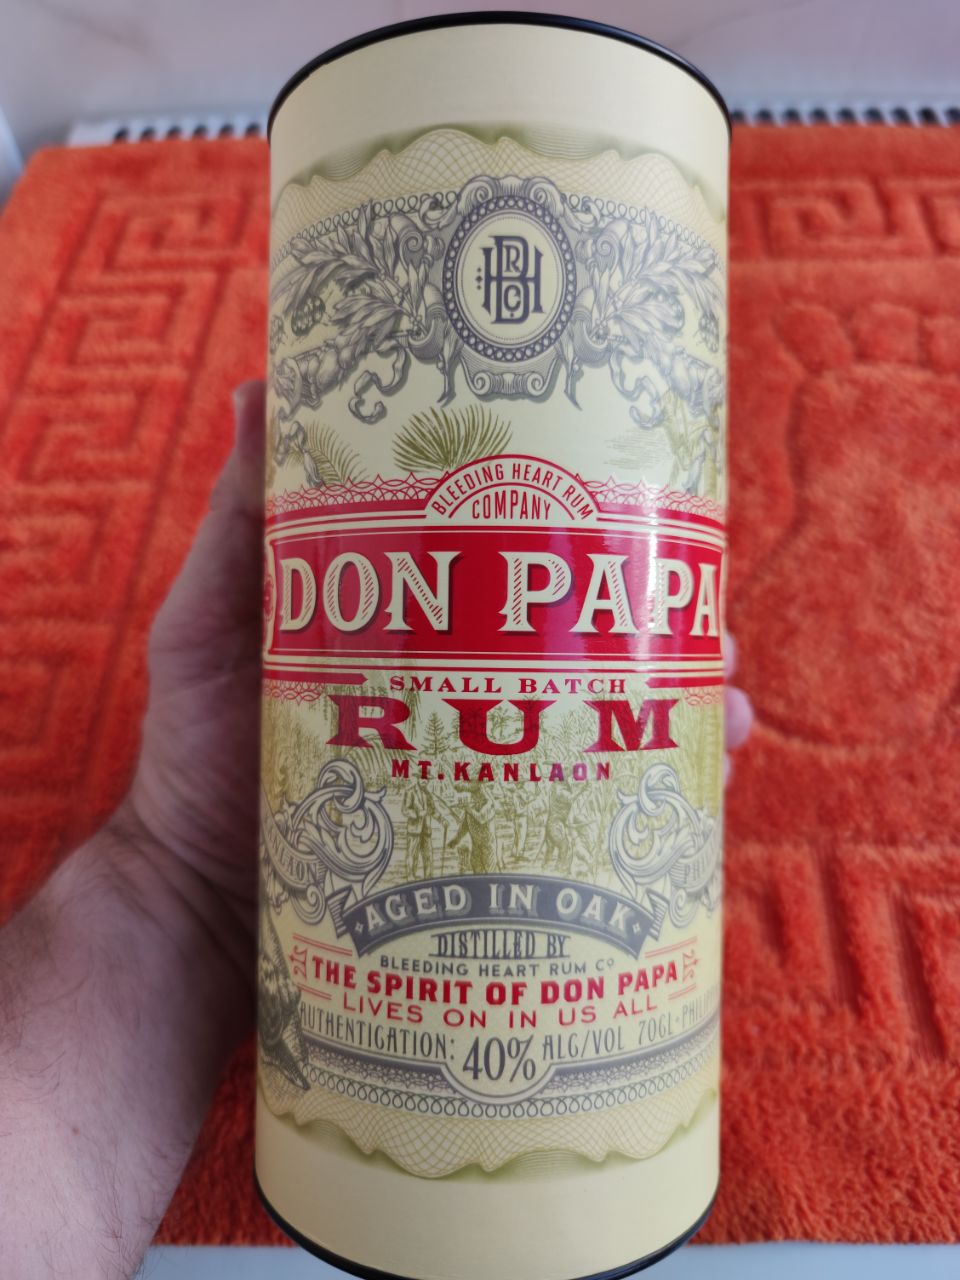 BLEEDING HEART RUM
COMPANY
DON PAPA
SMALL BATCH
RUM
MT. KANLAON
AGED IN OAK
DISTILLED BY
BLEEDING HEART RUM Cº
THE SPIRIT OF DON PAPA
LIVES ON IN US ALL
AUTHENTICATION: 40% ALC/VOL 70CL